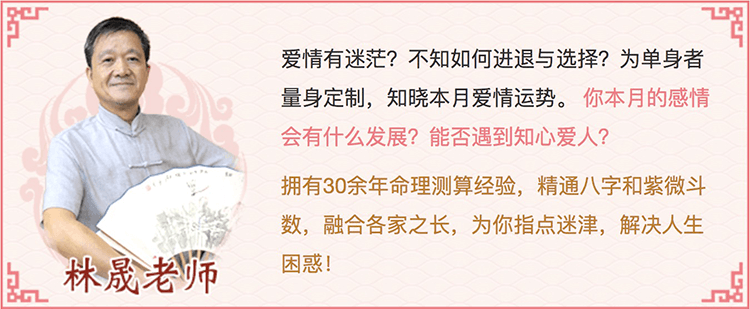 爱情有迷茫？不知如何进退与选择？为单身者
量身定制，知晓本月爱情运势。你本月的感情
会有什么发展？能否遇到知心爱人？
拥有30余年命理测算经验，精通八字和紫微斗
数，融合各家之长，为你指点迷津，解决人生
困惑！
林晟老师